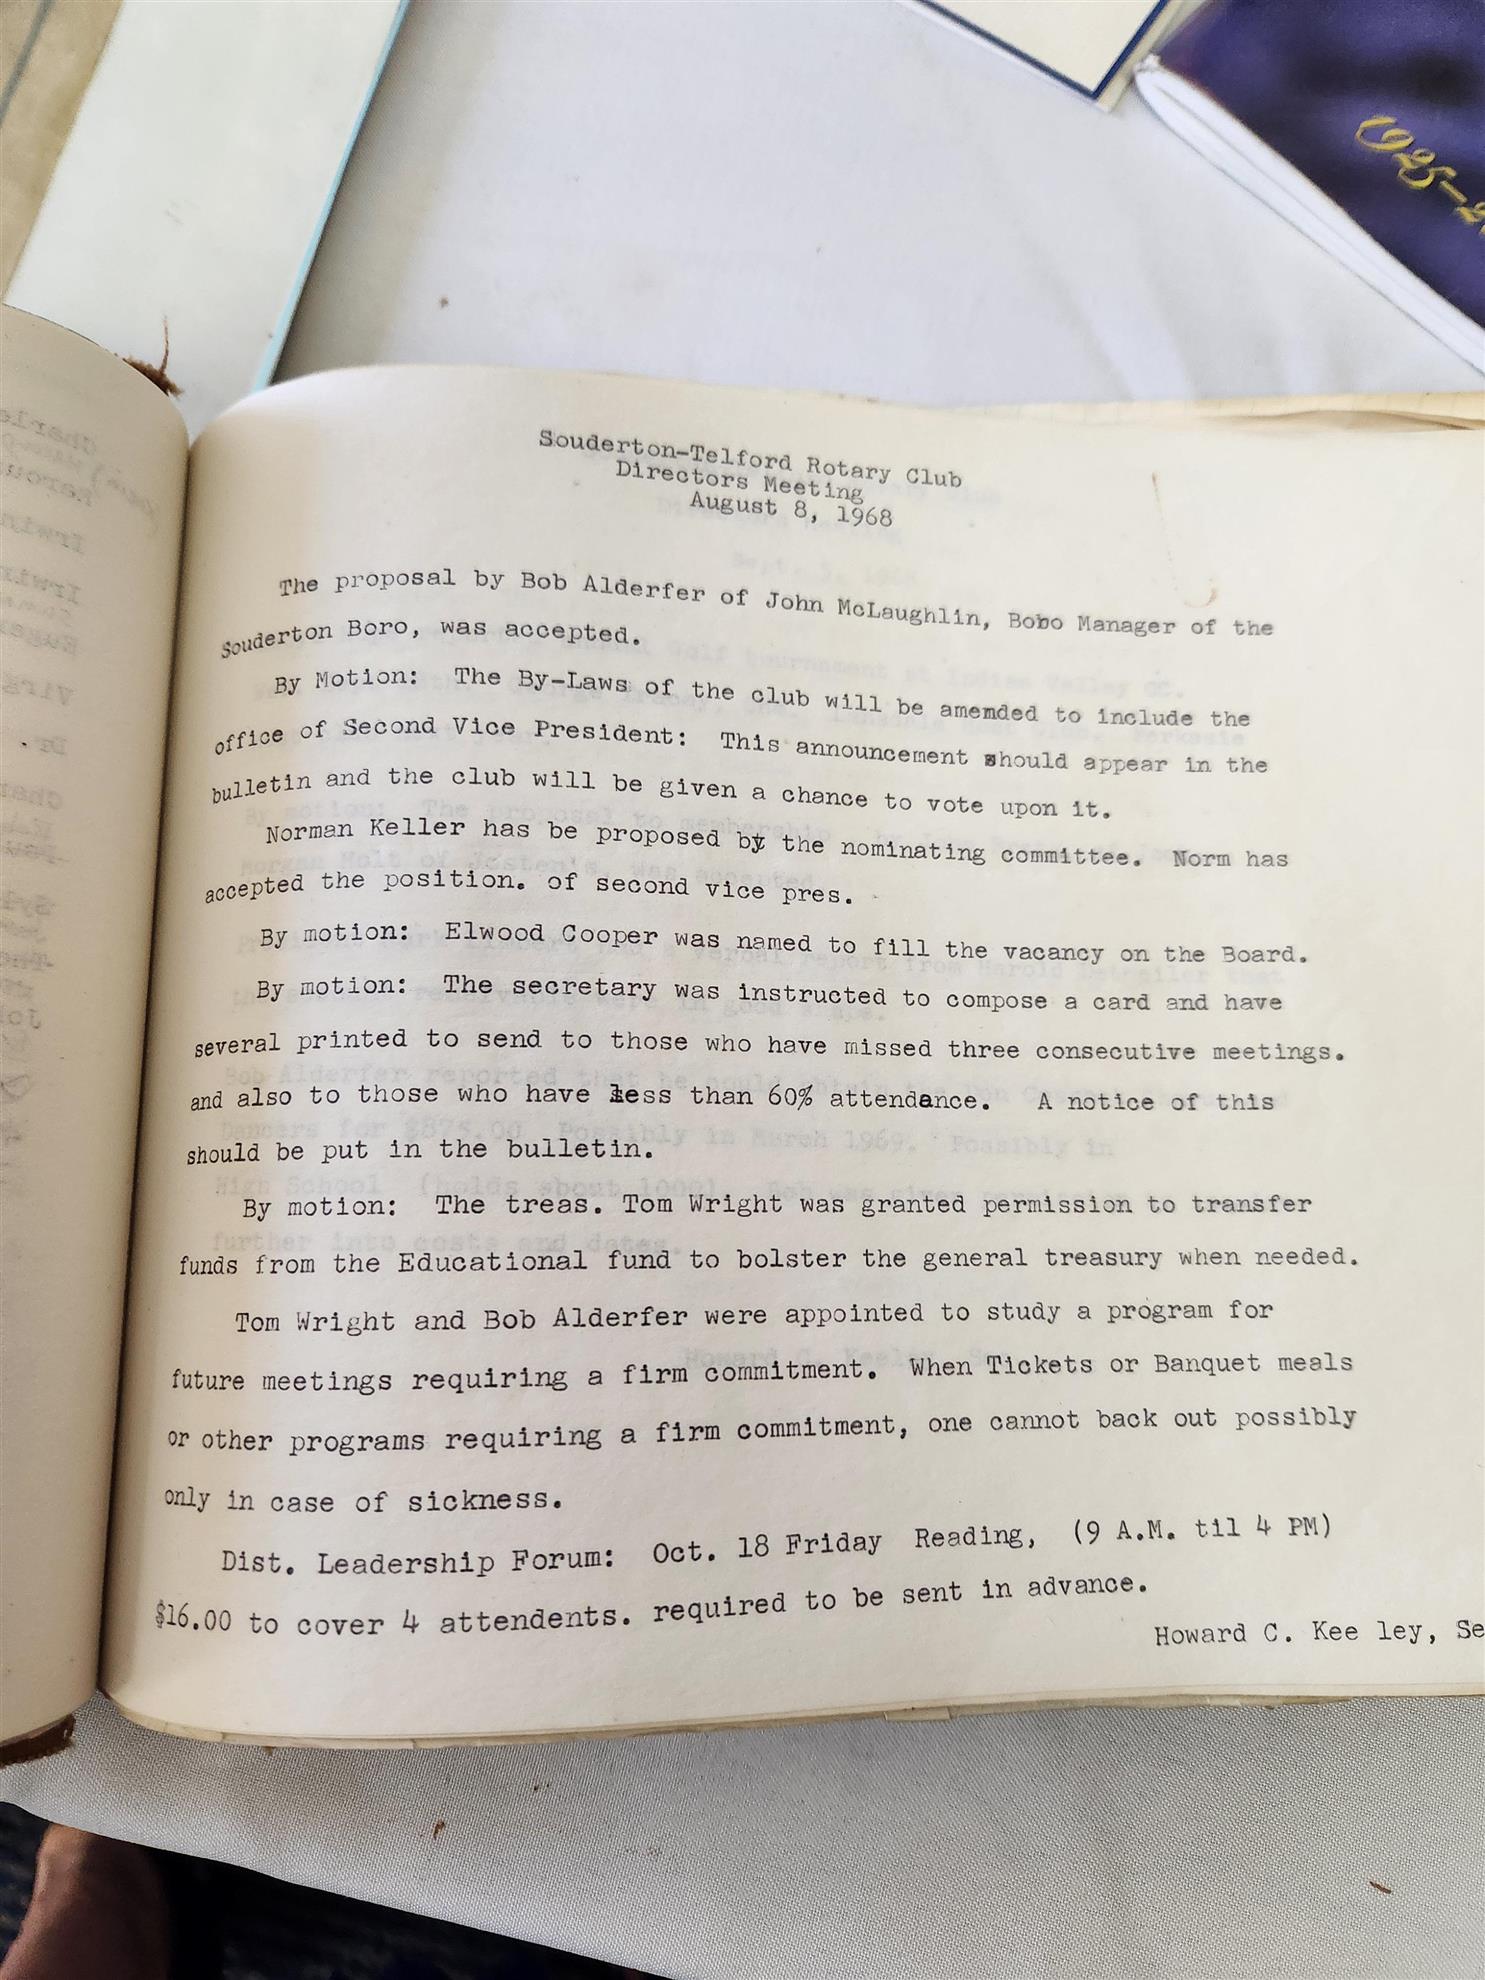 Souderton-Telford Rotary Club
Directors Meeting
August 8, 1968
The proposal by Bob Alderfer of John McLaughlin, Bobo Manager of the
Souderton Boro, was accepted.
By Motion: The By-Laws of the club will be amemded to include the
office of Second Vice President: This announcement should appear in the
bulletin and the club will be given a chance to vote upon it.
Norman Keller has be proposed by the nominating committee. Norm has
accepted the position. of second vice pres.
By motion: Elwood Cooper was named to fill the vacancy on the Board.
By motion: The secretary was instructed to compose a card and have
several printed to send to those who have missed three consecutive meetings.
and also to those who have less than 60% attendance. A notice of this
should be put in the bulletin.
By motion: The treas. Tom Wright was granted permission to transfer
funds from the Educational fund to bolster the general treasury when needed.
Tom Wright and Bob Alderfer were appointed to study a program for
future meetings requiring a firm commitment. When Tickets or Banquet meals
or other programs requiring a firm commitment, one cannot back out possibly
only in case of sickness.
Dist. Leadership Forum: Oct. 18 Friday Reading, (9 A.M. til 4 PM)
$16.00 to cover 4 attendents. required to be sent in advance.
Howard C. Kee ley, Se
1925-2